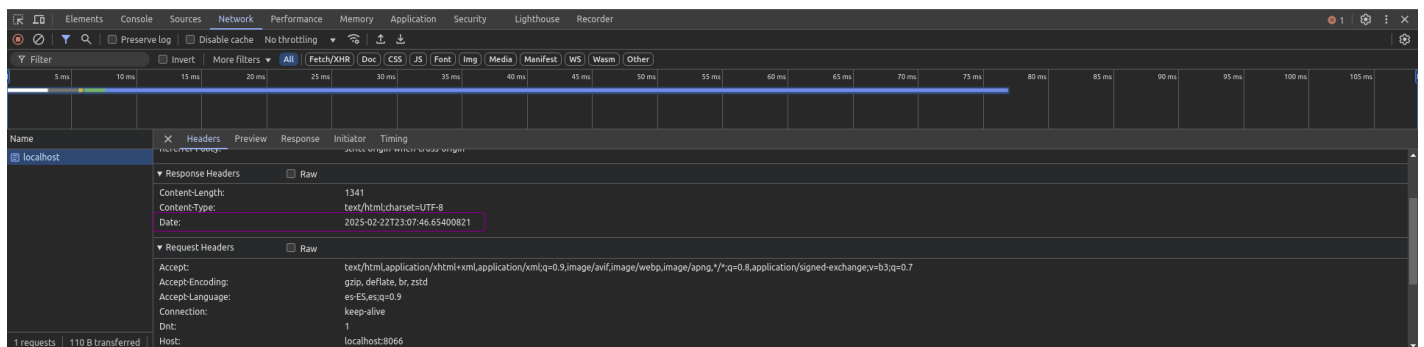 Elements Console Sources Network Performance Memory Application Security Lighthouse Recorder 1
Preserve log Disable cache No throttling
Filter Invert More filters All Fetch/XHR Doc CSS JS Font Img Media Manifest WS Wasm Other
5 ms 10 ms 15 ms 20 ms 25 ms 30 ms 35 ms 40 ms 45 ms 50 ms 55 ms 60 ms 65 ms 70 ms 75 ms 80 ms 85 ms 90 ms 95 ms 100 ms 105 ms
Name Headers Preview Response Initiator Timing
localhost
Response Headers Raw
Content-Length: 1341
Content-Type: text/html;charset=UTF-8
Date: 2025-02-22T23:07:46.65400821
Request Headers Raw
Accept: text/html,application/xhtml+xml,application/xml;q=0.9,image/avif,image/webp,image/apng,*/*;q=0.8,application/signed-exchange;v=b3;q=0.7
Accept-Encoding: gzip, deflate, br, zstd
Accept-Language: es-ES,es;q=0.9
Connection: keep-alive
Dnt: 1
1 requests 110 B transferred Host: localhost:8066